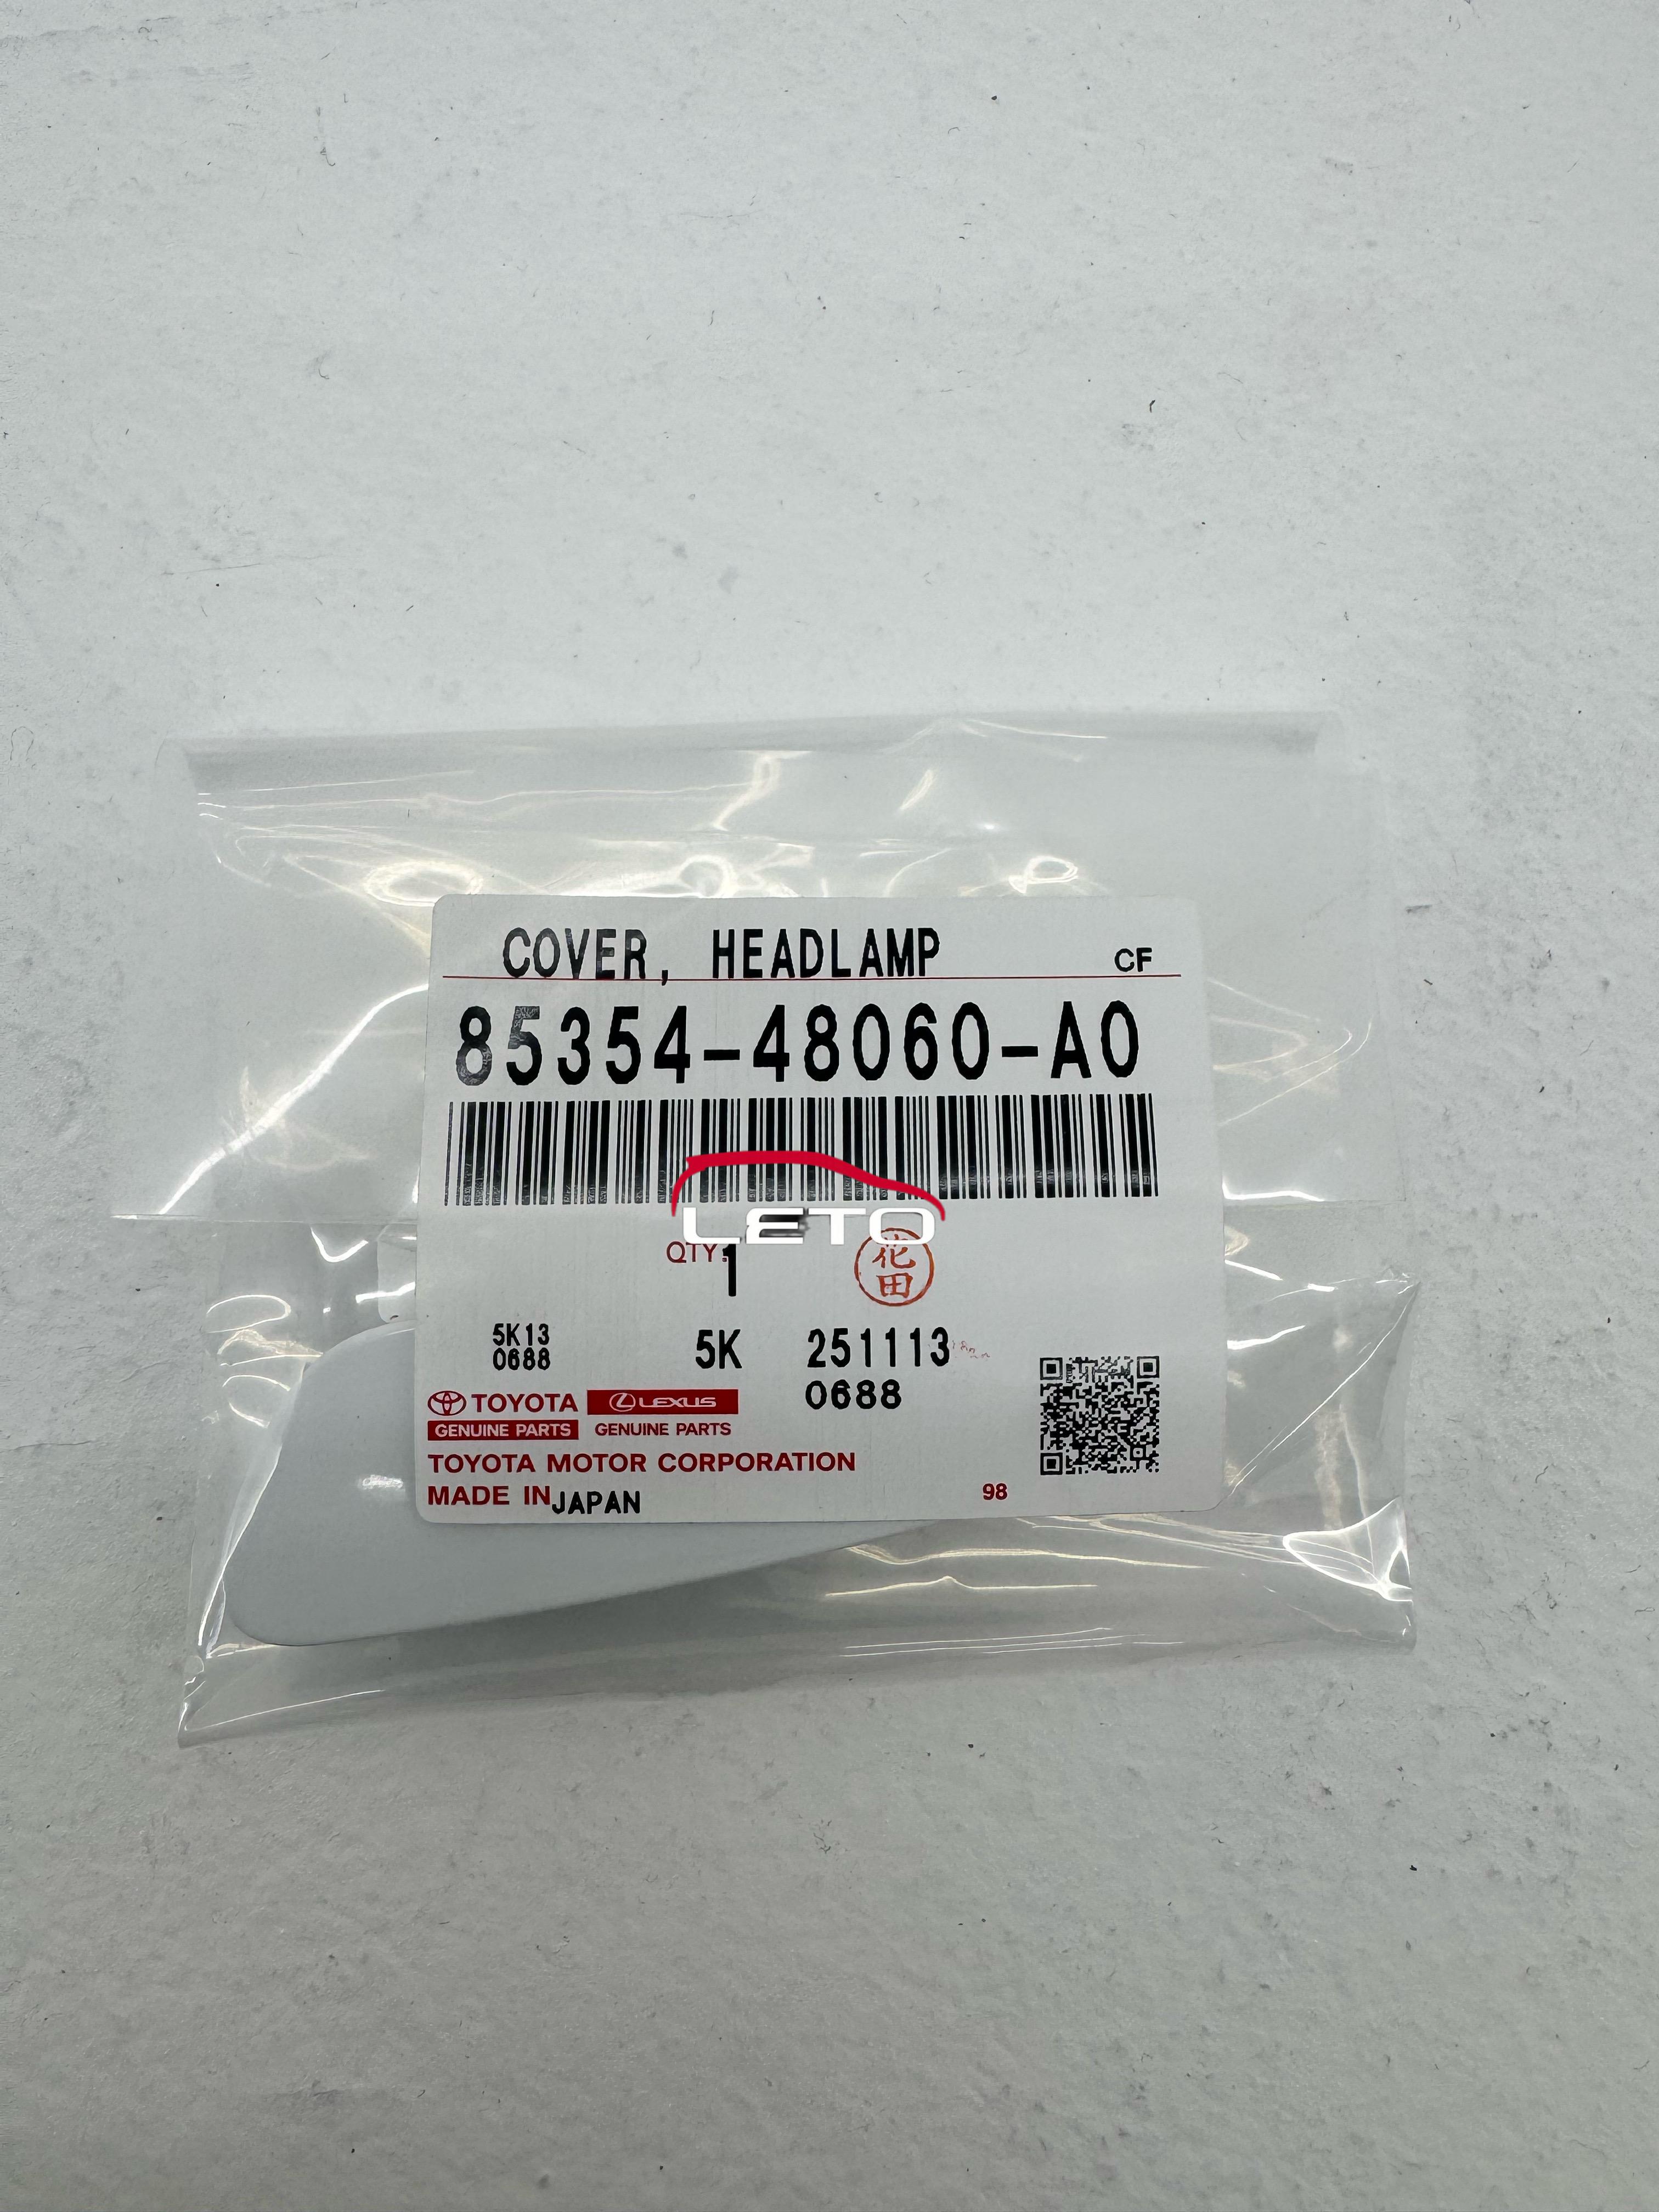 COVER, HEADLAMP CF
85354-48060-A0
LETO
QTY. 1
花田
5K13 5K 251113
0688 0688
TOYOTA LEXUS
GENUINE PARTS GENUINE PARTS
TOYOTA MOTOR CORPORATION
MADE IN JAPAN 98